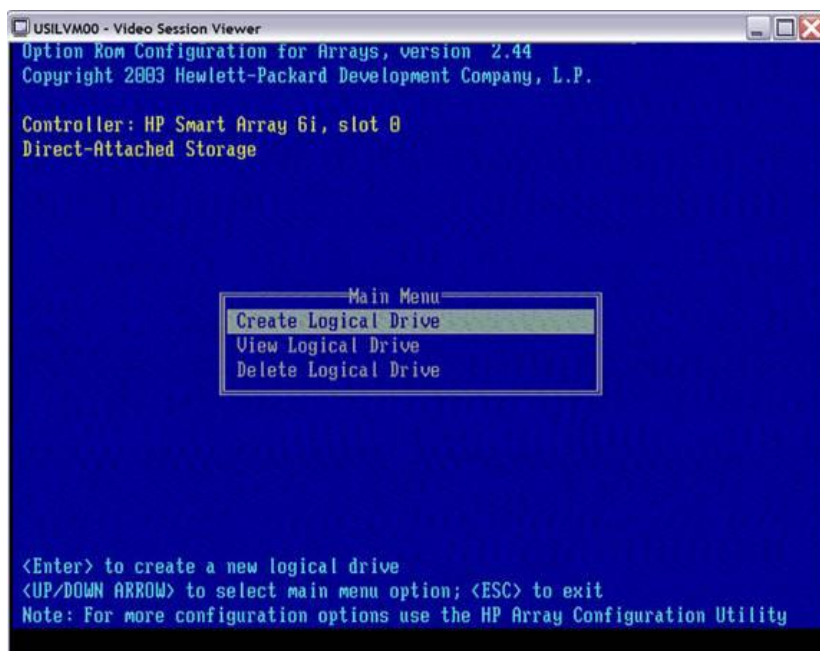 USILVM00 - Video Session Viewer
Option Rom Configuration for Arrays, version  2.44
Copyright 2003 Hewlett-Packard Development Company, L.P.
Controller: HP Smart Array 6i, slot 0
Direct-Attached Storage
Main Menu
Create Logical Drive
View Logical Drive
Delete Logical Drive
<Enter> to create a new logical drive
<UP/DOWN ARROW> to select main menu option; <ESC> to exit
Note: For more configuration options use the HP Array Configuration Utility